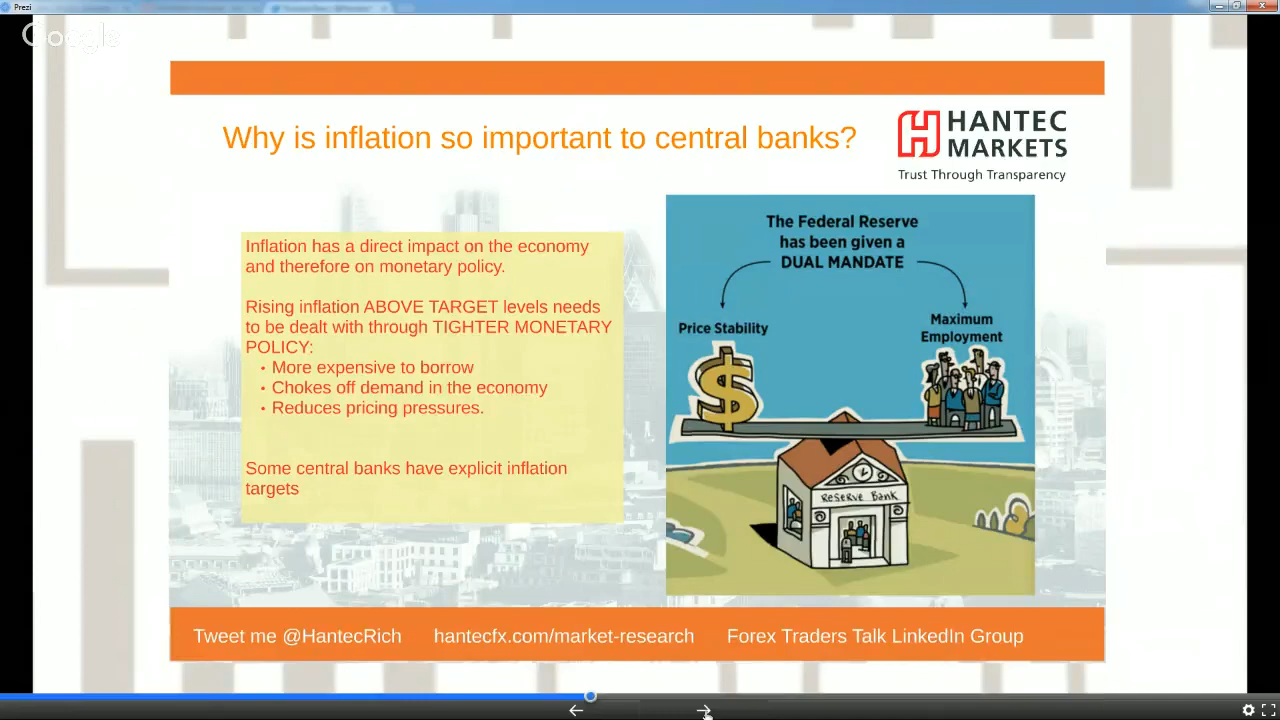 Prezi
Google
Why is inflation so important to central banks?
HANTEC
MARKETS
Trust Through Transparency
Inflation has a direct impact on the economy
and therefore on monetary policy.
Rising inflation ABOVE TARGET levels needs
to be dealt with through TIGHTER MONETARY
POLICY:
• More expensive to borrow
• Chokes off demand in the economy
• Reduces pricing pressures.
Some central banks have explicit inflation
targets
The Federal Reserve
has been given a
DUAL MANDATE
Price Stability
Maximum
Employment
RESERVE BANK
Tweet me @HantecRich hantecfx.com/market-research Forex Traders Talk LinkedIn Group